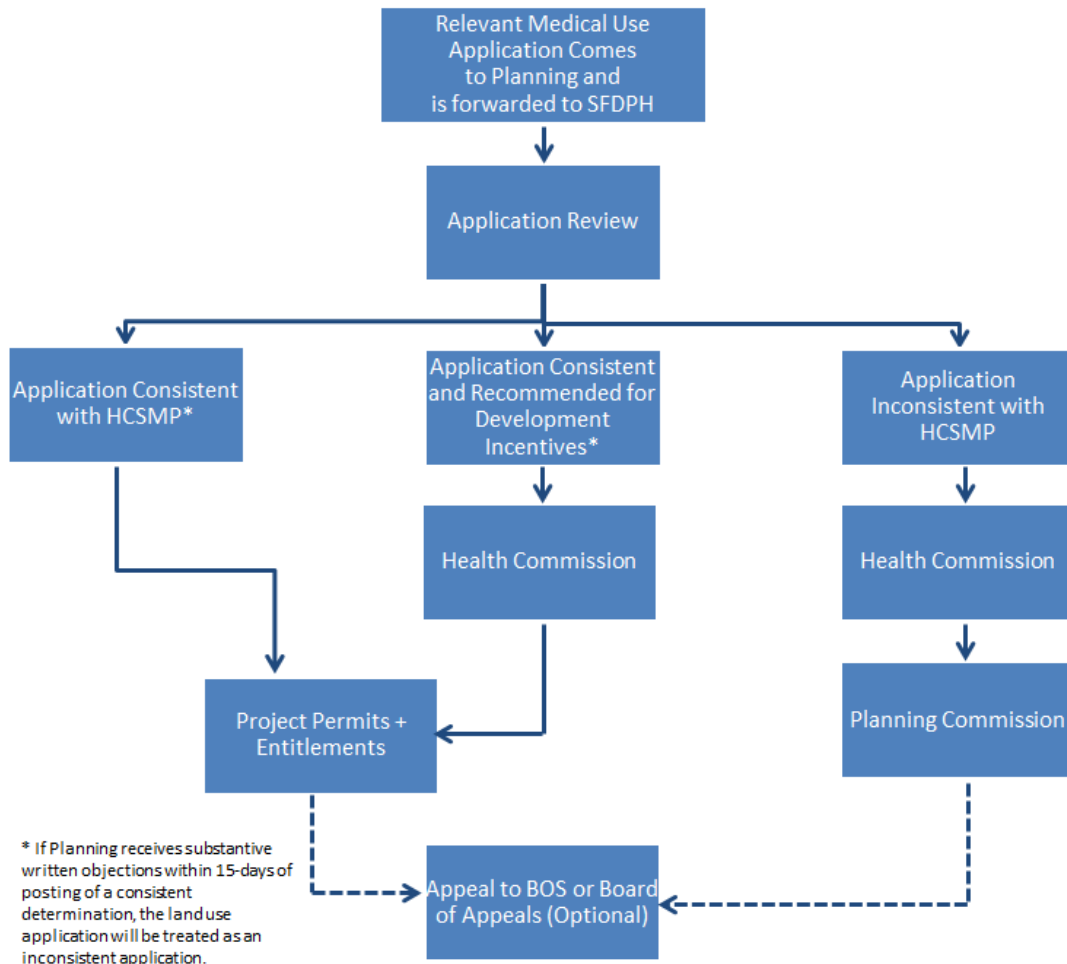 Relevant Medical Use
Application Comes
to Planning and
is forwarded to SFDPH
Application Review
Application Consistent
with HCSMP*
Application Consistent
and Recommended for
Development
Incentives*
Application
Inconsistent with
HCSMP
Health Commission
Health Commission
Project Permits +
Entitlements
Planning Commission
Appeal to BOS or Board
of Appeals (Optional)
* If Planning receives substantive
written objections within 15-days of
posting of a consistent
determination, the land use
application will be treated as an
inconsistent application.